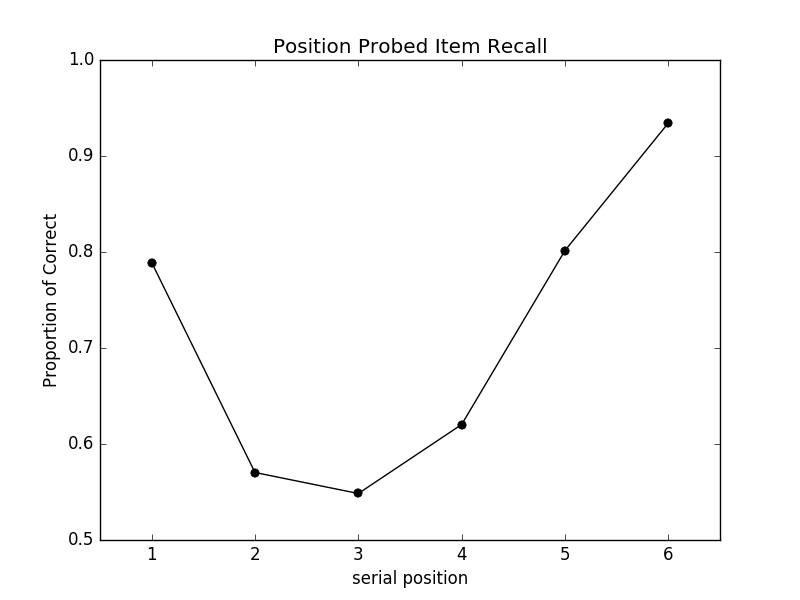 Position Probed Item Recall
1.0
0.9
0.8
0.7
0.6
0.5
Proportion of Correct
1 2 3 4 5 6
serial position